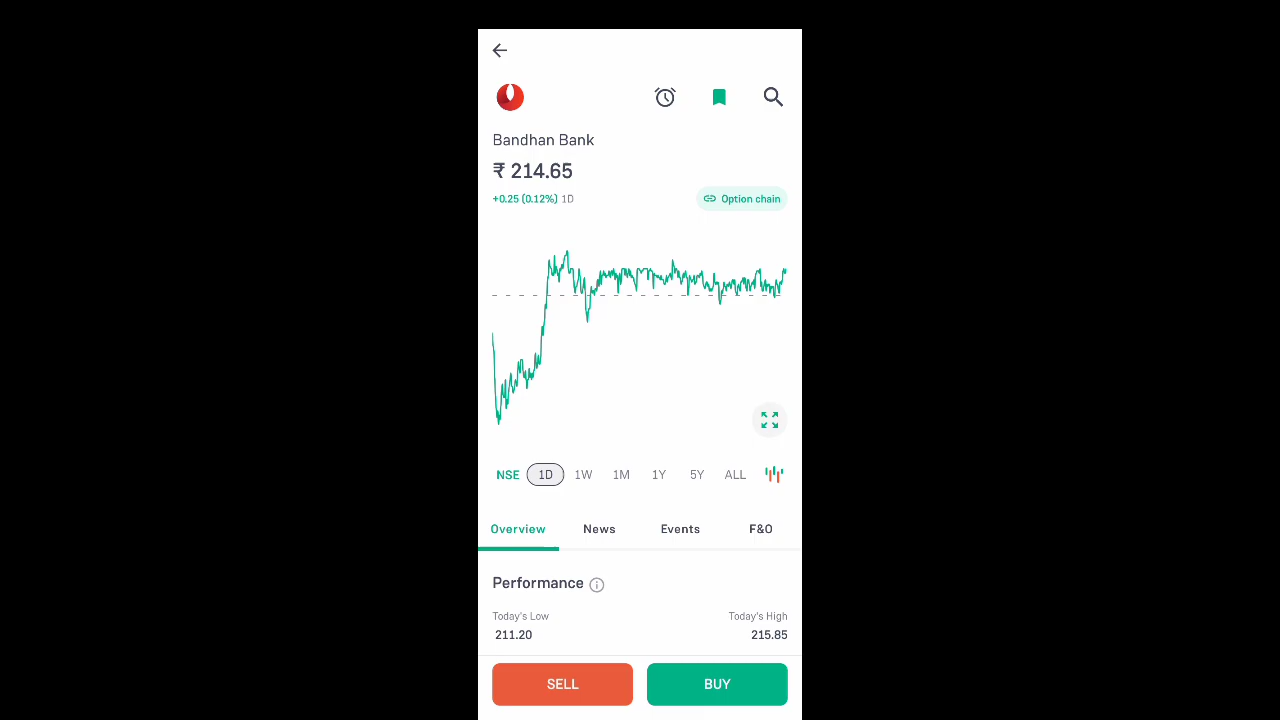 Bandhan Bank
₹ 214.65
+0.25 (0.12%) 1D
Option chain
NSE 1D 1W 1M 1Y 5Y ALL
Overview News Events F&O
Performance
Today's Low Today's High
211.20 215.85
SELL BUY